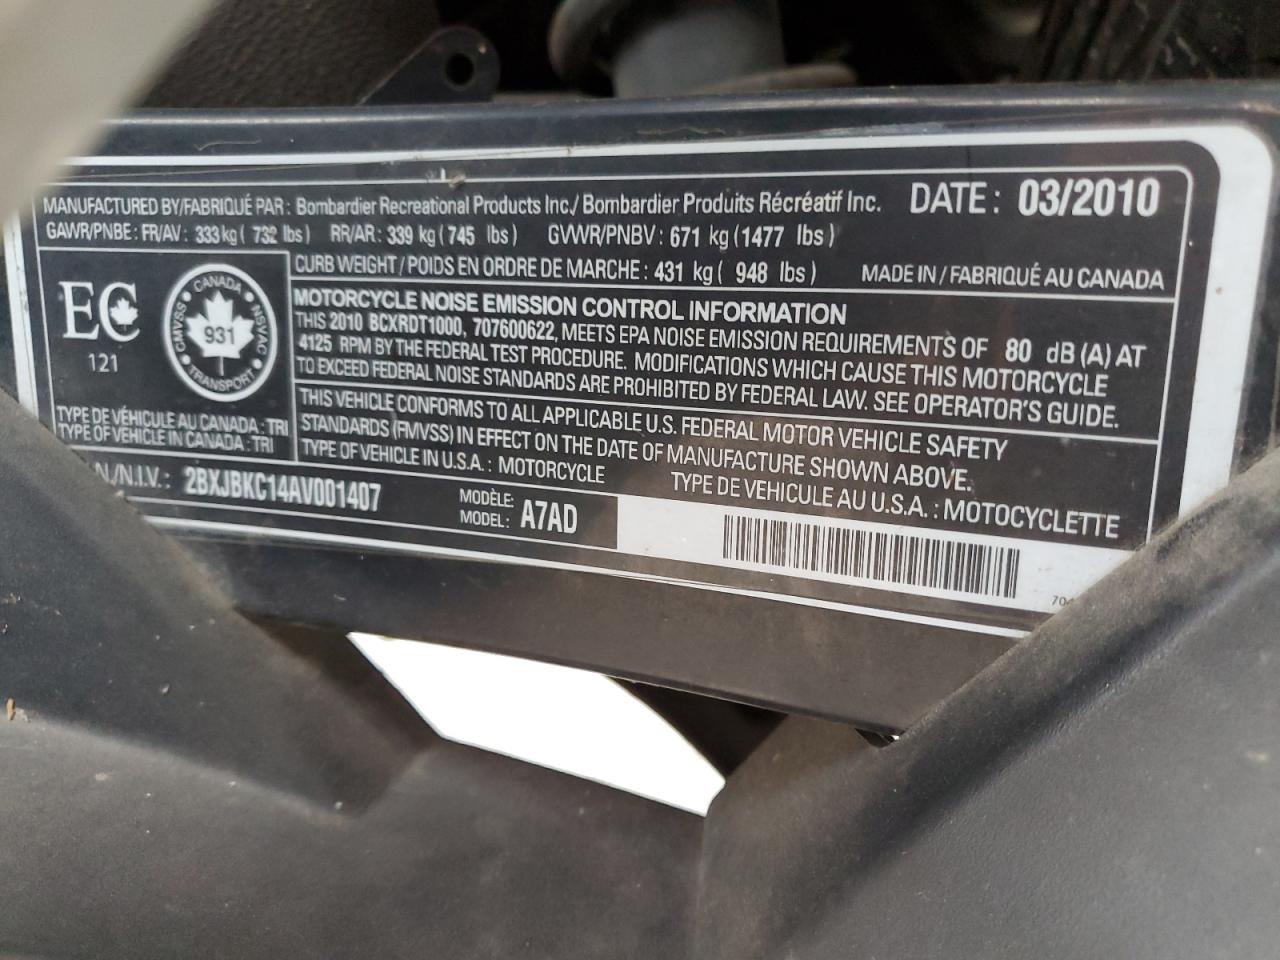 MANUFACTURED BY/FABRIQUÉ PAR : Bombardier Recreational Products Inc./ Bombardier Produits Récréatif Inc. DATE : 03/2010
GAWR/PNBE : FR/AV : 333 kg ( 732 lbs ) RR/AR : 339 kg ( 745 lbs ) GVWR/PNBV : 671 kg ( 1477 lbs )
CURB WEIGHT / POIDS EN ORDRE DE MARCHE : 431 kg ( 948 lbs ) MADE IN / FABRIQUÉ AU CANADA
EC
121
CANADA
CMVSS · NSVAC
931
TRANSPORT
TYPE DE VÉHICULE AU CANADA : TRI
TYPE OF VEHICLE IN CANADA : TRI
MOTORCYCLE NOISE EMISSION CONTROL INFORMATION
THIS 2010 BCXRDT1000, 707600622, MEETS EPA NOISE EMISSION REQUIREMENTS OF 80 dB (A) AT
4125 RPM BY THE FEDERAL TEST PROCEDURE. MODIFICATIONS WHICH CAUSE THIS MOTORCYCLE
TO EXCEED FEDERAL NOISE STANDARDS ARE PROHIBITED BY FEDERAL LAW. SEE OPERATOR'S GUIDE.
THIS VEHICLE CONFORMS TO ALL APPLICABLE U.S. FEDERAL MOTOR VEHICLE SAFETY
STANDARDS (FMVSS) IN EFFECT ON THE DATE OF MANUFACTURE SHOWN ABOVE.
TYPE OF VEHICLE IN U.S.A. : MOTORCYCLE TYPE DE VEHICULE AU U.S.A. : MOTOCYCLETTE
N./N.I.V. : 2BXJBKC14AV001407
MODÈLE:
MODEL: A7AD
704